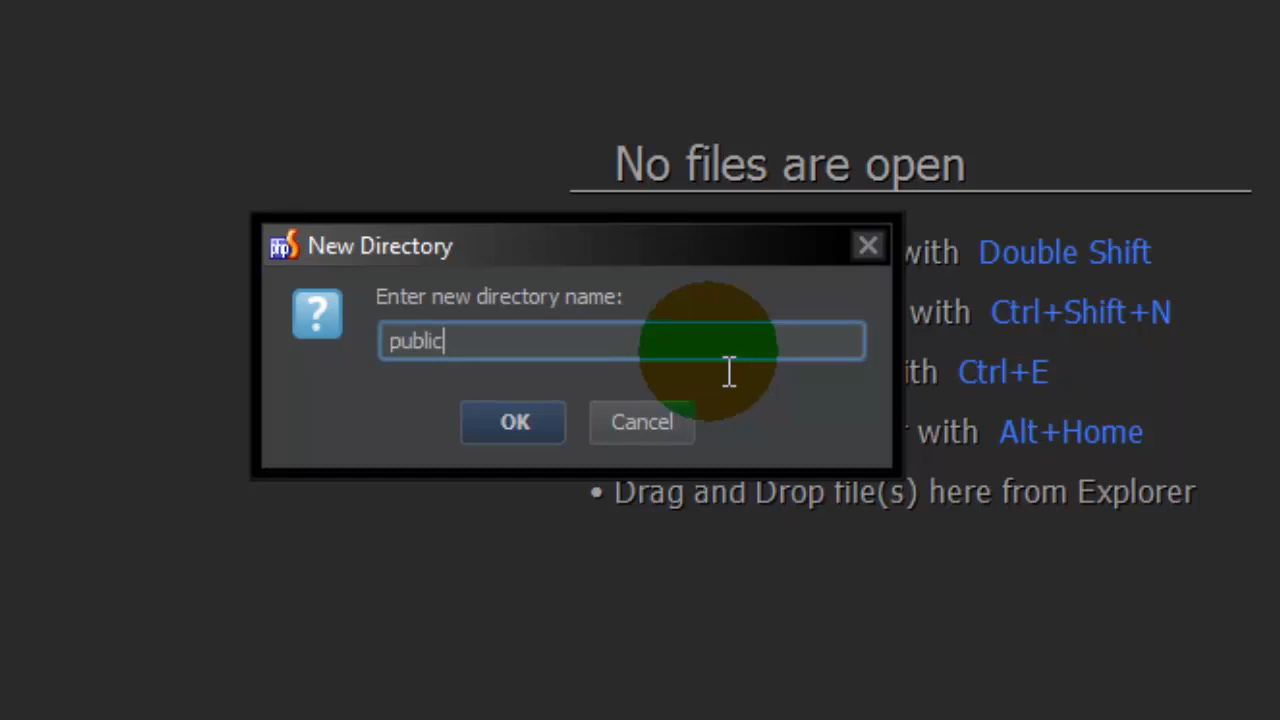 No files are open
php
New Directory
with Double Shift
Enter new directory name:
with Ctrl+Shift+N
public
ith Ctrl+E
OK
Cancel
with Alt+Home
• Drag and Drop file(s) here from Explorer